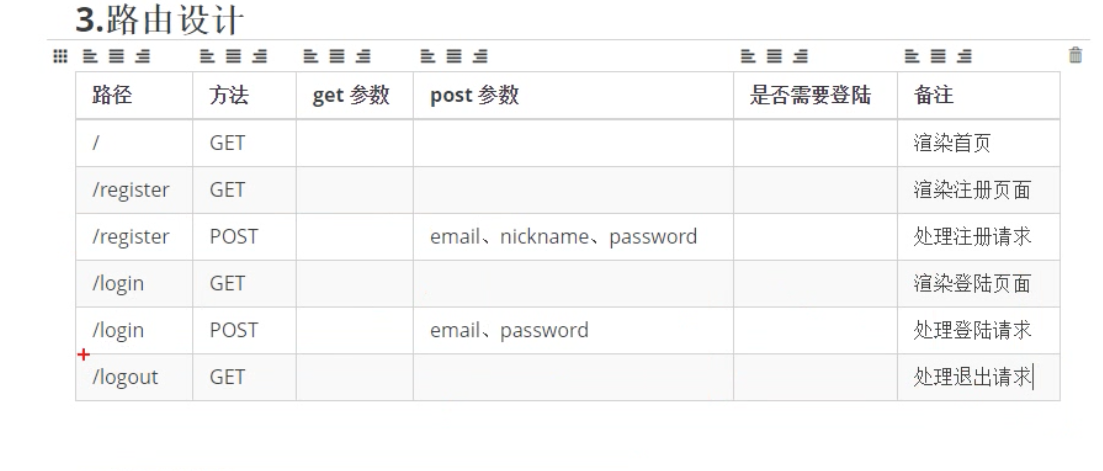 3.路由设计
路径 方法 get 参数 post 参数 是否需要登陆 备注
/ GET 渲染首页
/register GET 渲染注册页面
/register POST email、nickname、password 处理注册请求
/login GET 渲染登陆页面
/login POST email、password 处理登陆请求
/logout GET 处理退出请求